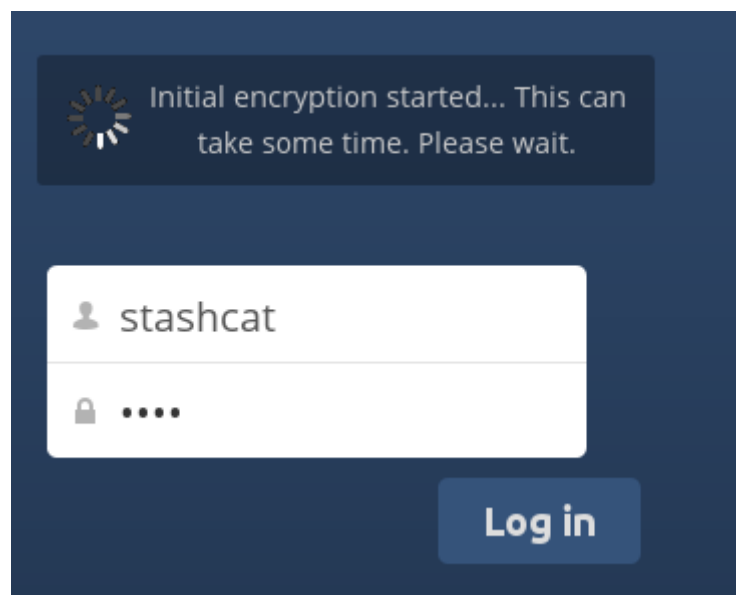 Initial encryption started... This can
take some time. Please wait.
stashcat
••••
Log in